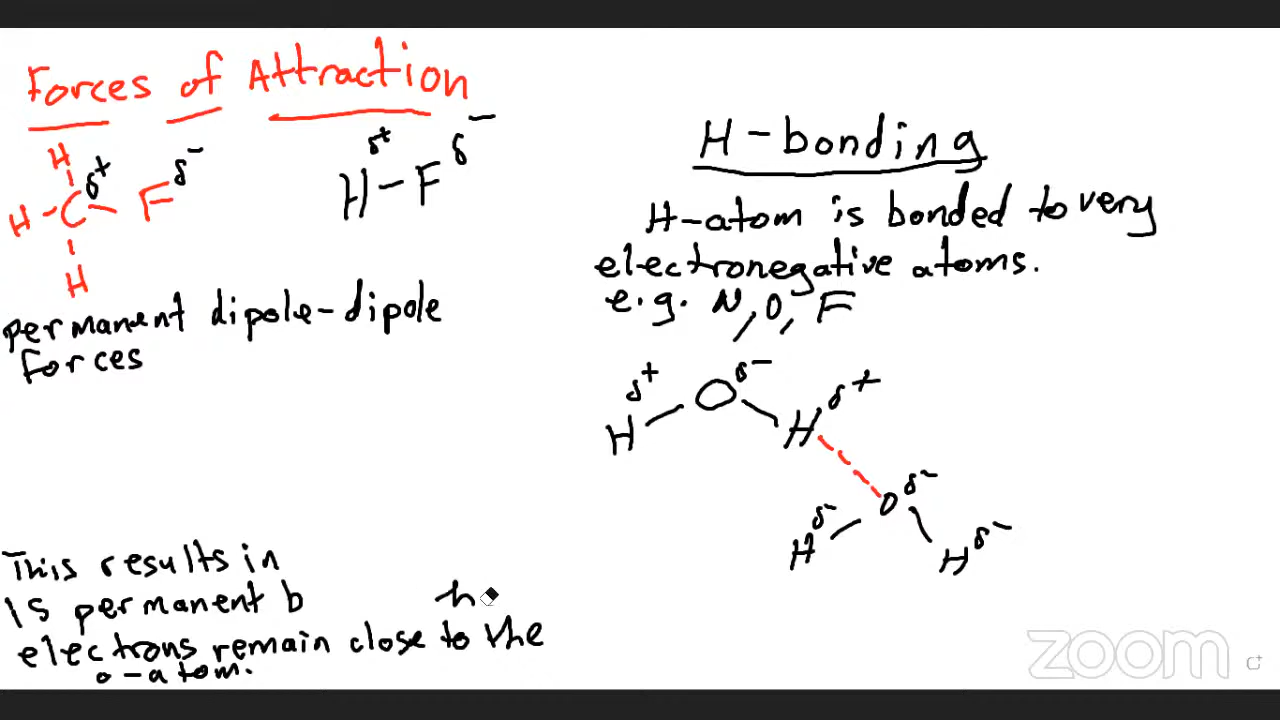 Forces of Attraction
H
δ+
δ-
H-C-F
H
δ+
δ-
H-F
permanent dipole-dipole
forces
H-bonding
H-atom is bonded to very
electronegative atoms.
e.g. N, O, F
δ+
δ-
δ+
H O H
δ-
O
δ-
δ-
H H
This results in
is permanent b
electrons remain close to the
o-atom.
zoom